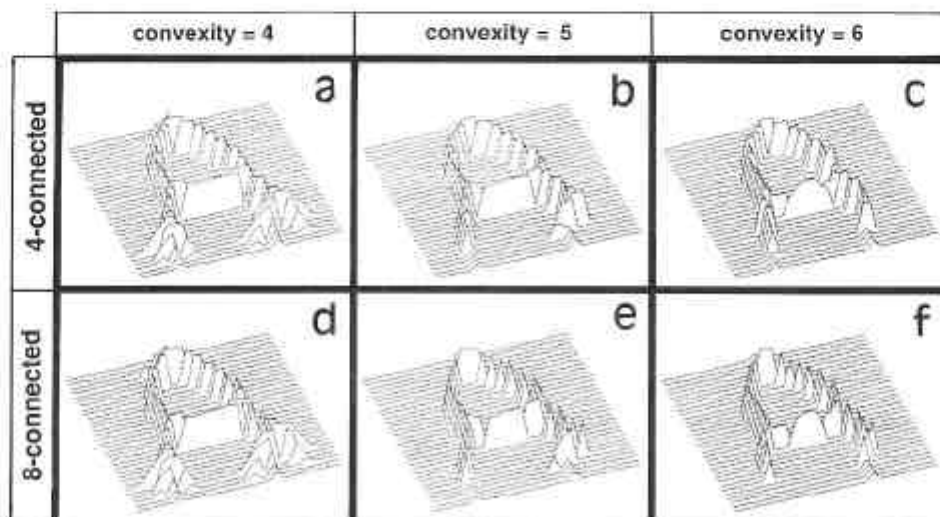 convexity = 4
convexity = 5
convexity = 6
4-connected
a
b
c
8-connected
d
e
f